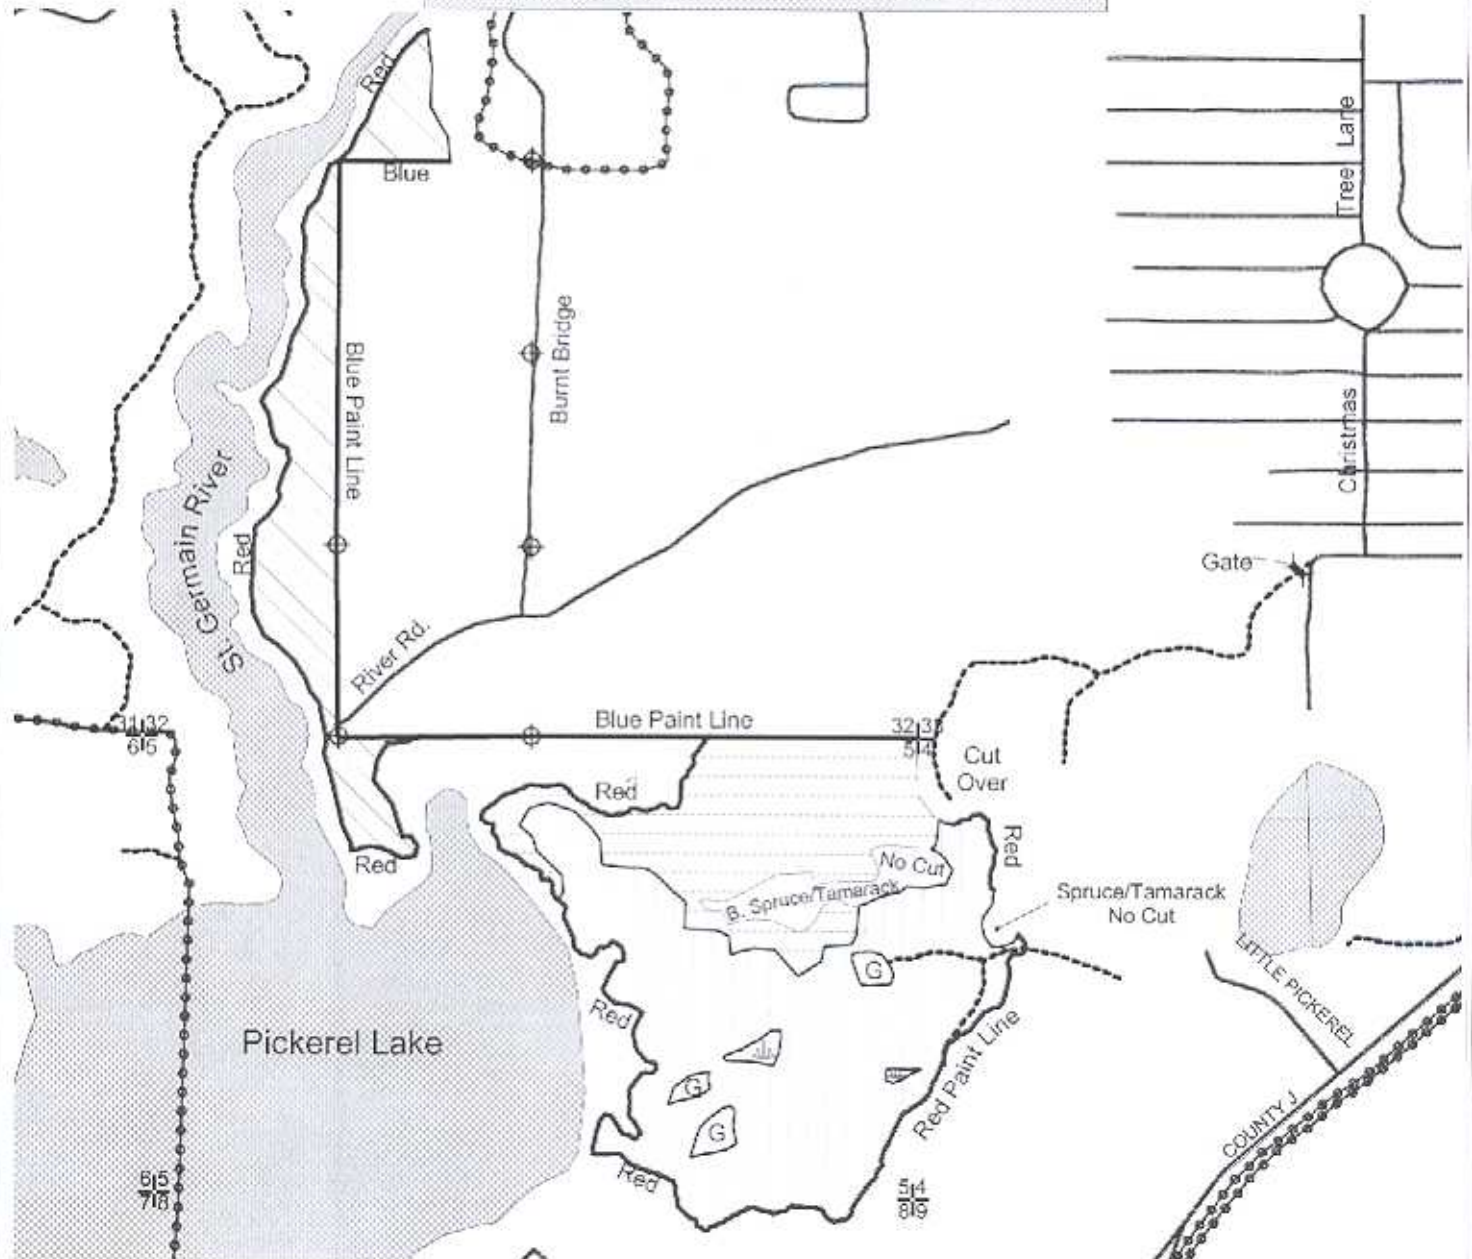 Red
Blue
Tree Lane
Burnt Bridge
Blue Paint Line
Christmas
St. Germain River
Red
Gate
River Rd.
Blue Paint Line
31 32
6 5
32 33
5 4
Cut
Over
Red
Red
Red
No Cut
B. Spruce/Tamarack
Spruce/Tamarack
No Cut
G
LITTLE PICKEREL
Red
Pickerel Lake
Red Paint Line
G
G
COUNTY J
Red
6 5
7 8
5 4
8 9